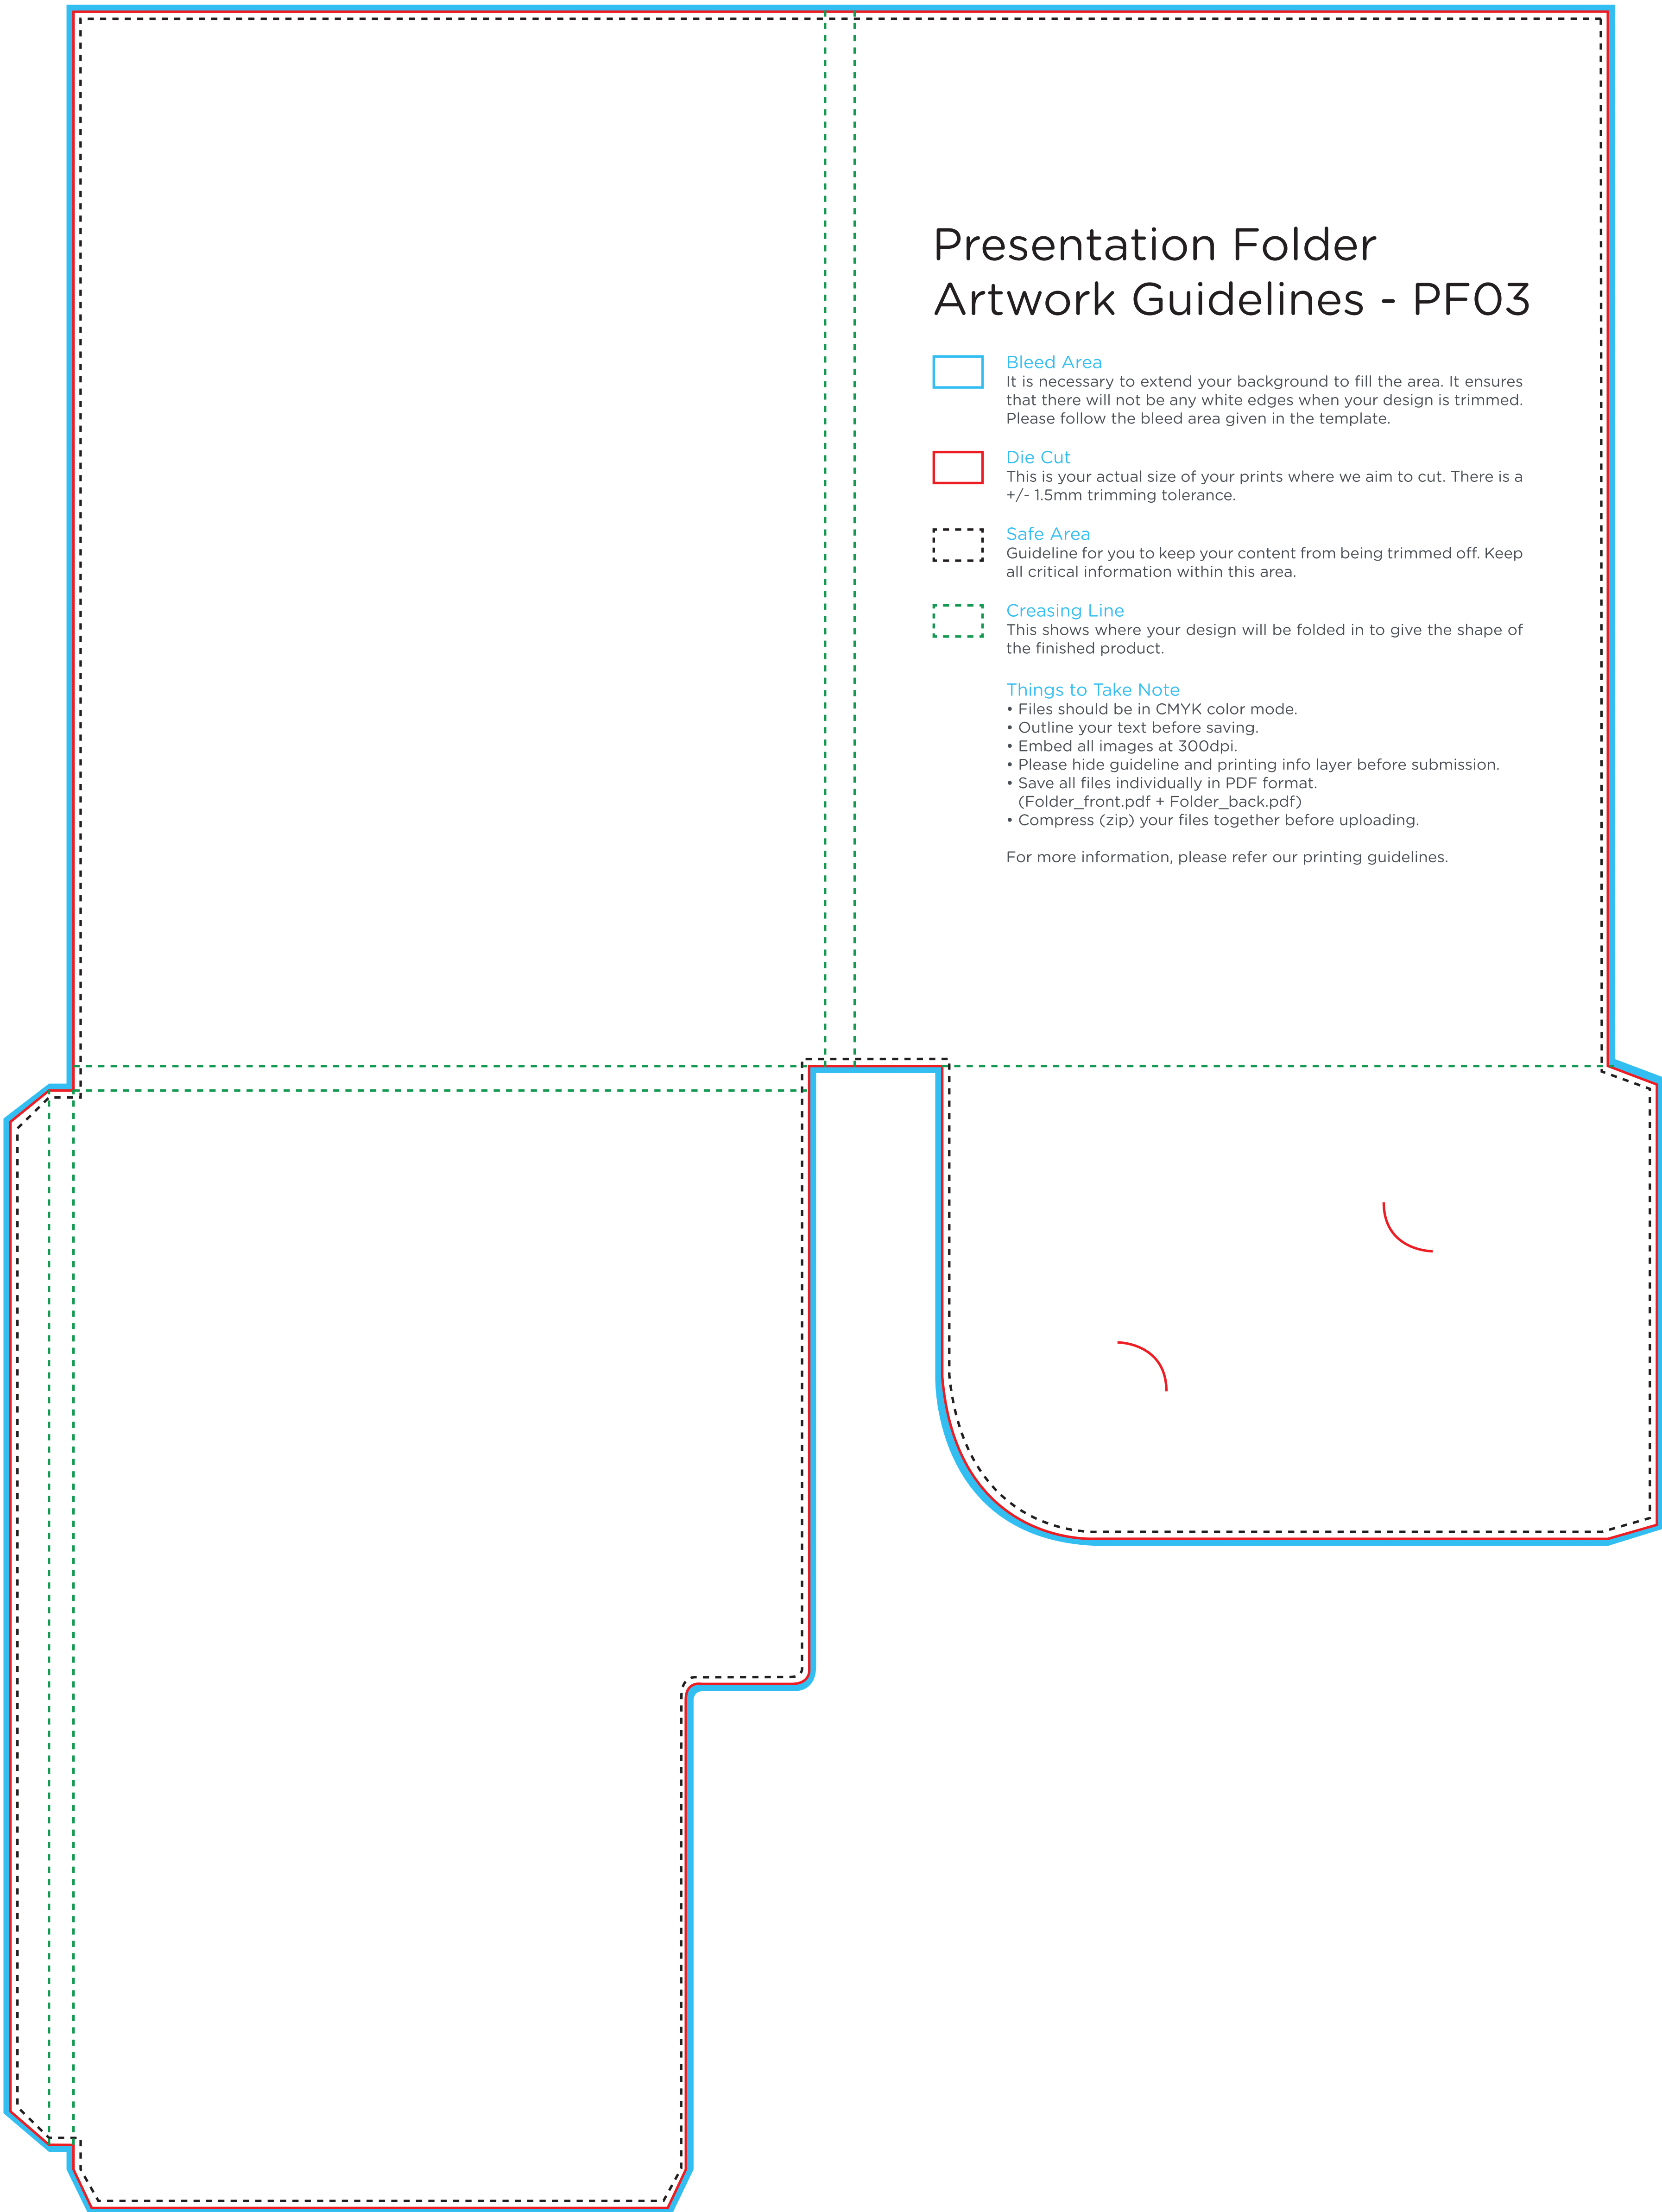 Presentation Folder
Artwork Guidelines - PF03
Bleed Area
It is necessary to extend your background to fill the area. It ensures
that there will not be any white edges when your design is trimmed.
Please follow the bleed area given in the template.
Die Cut
This is your actual size of your prints where we aim to cut. There is a
+/- 1.5mm trimming tolerance.
Safe Area
Guideline for you to keep your content from being trimmed off. Keep
all critical information within this area.
Creasing Line
This shows where your design will be folded in to give the shape of
the finished product.
Things to Take Note
• Files should be in CMYK color mode.
• Outline your text before saving.
• Embed all images at 300dpi.
• Please hide guideline and printing info layer before submission.
• Save all files individually in PDF format.
(Folder_front.pdf + Folder_back.pdf)
• Compress (zip) your files together before uploading.
For more information, please refer our printing guidelines.